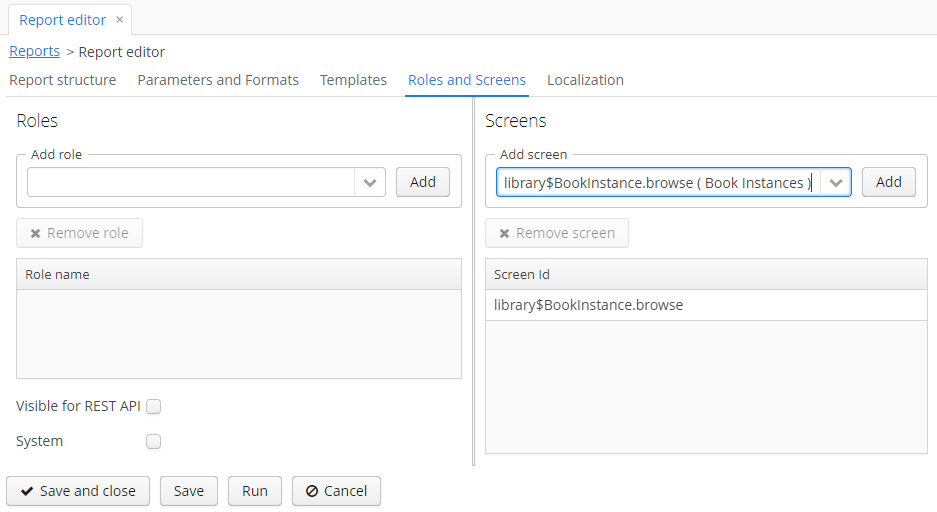 Report editor ×
Reports > Report editor
Report structure Parameters and Formats Templates Roles and Screens Localization
Roles
Add role
Add
Remove role
Role name
Visible for REST API
System
Screens
Add screen
library$BookInstance.browse ( Book Instances ) Add
Remove screen
Screen Id
library$BookInstance.browse
Save and close Save Run Cancel